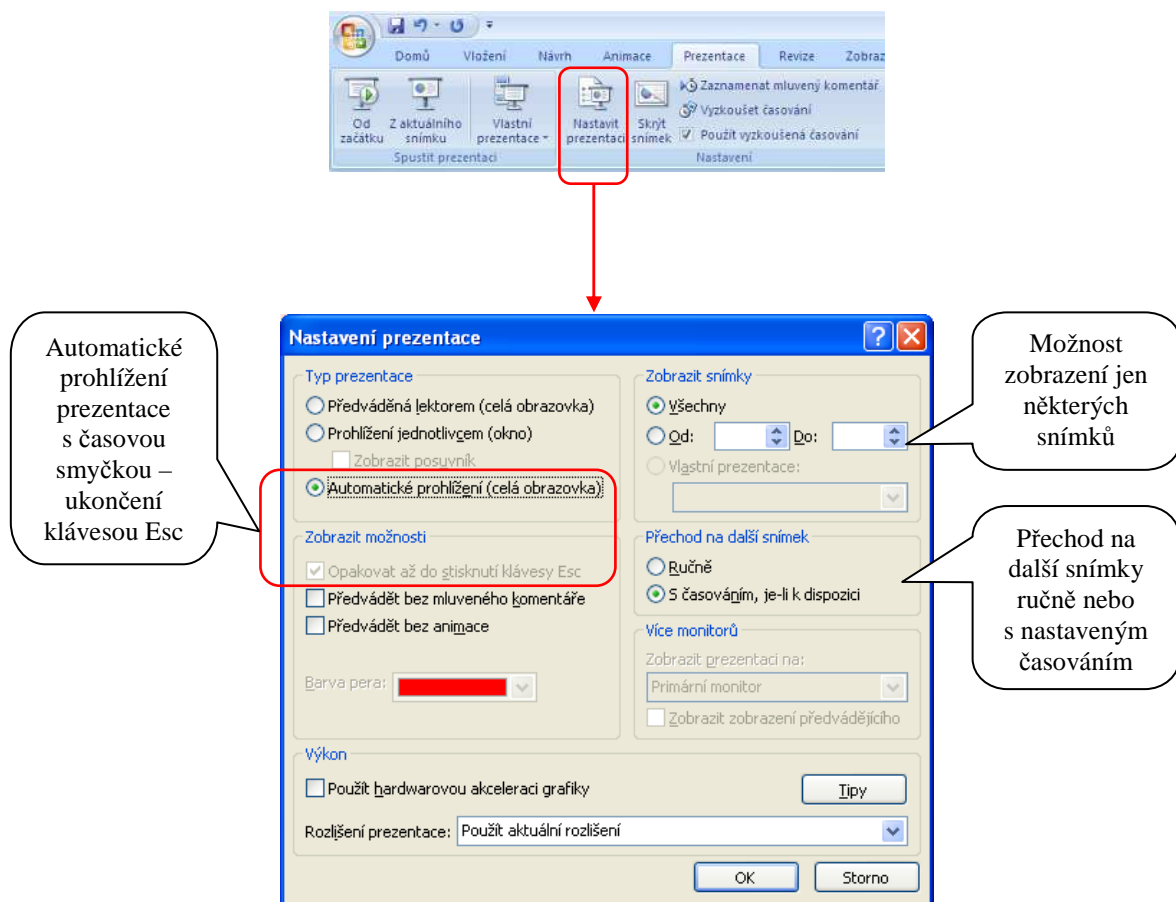 Domů Vložení Návrh Animace Prezentace Revize Zobraz
Od začátku
Z aktuálního snímku
Vlastní prezentace
Nastavit prezentaci
Skrýt snímek
Zaznamenat mluvený komentář
Vyzkoušet časování
Použít vyzkoušená časování
Spustit prezentaci
Nastavení
Automatické
prohlížení
prezentace
s časovou
smyčkou –
ukončení
klávesou Esc
Nastavení prezentace
Typ prezentace
Předváděná lektorem (celá obrazovka)
Prohlížení jednotlivcem (okno)
Zobrazit posuvník
Automatické prohlížení (celá obrazovka)
Zobrazit možnosti
Opakovat až do stisknutí klávesy Esc
Předvádět bez mluveného komentáře
Předvádět bez animace
Barva pera:
Zobrazit snímky
Všechny
Od: Do:
Vlastní prezentace:
Přechod na další snímek
Ručně
S časováním, je-li k dispozici
Více monitorů
Zobrazit prezentaci na:
Primární monitor
Zobrazit zobrazení předvádějícího
Výkon
Použít hardwarovou akceleraci grafiky
Tipy
Rozlišení prezentace: Použít aktuální rozlišení
OK Storno
Možnost
zobrazení jen
některých
snímků
Přechod na
další snímky
ručně nebo
s nastaveným
časováním